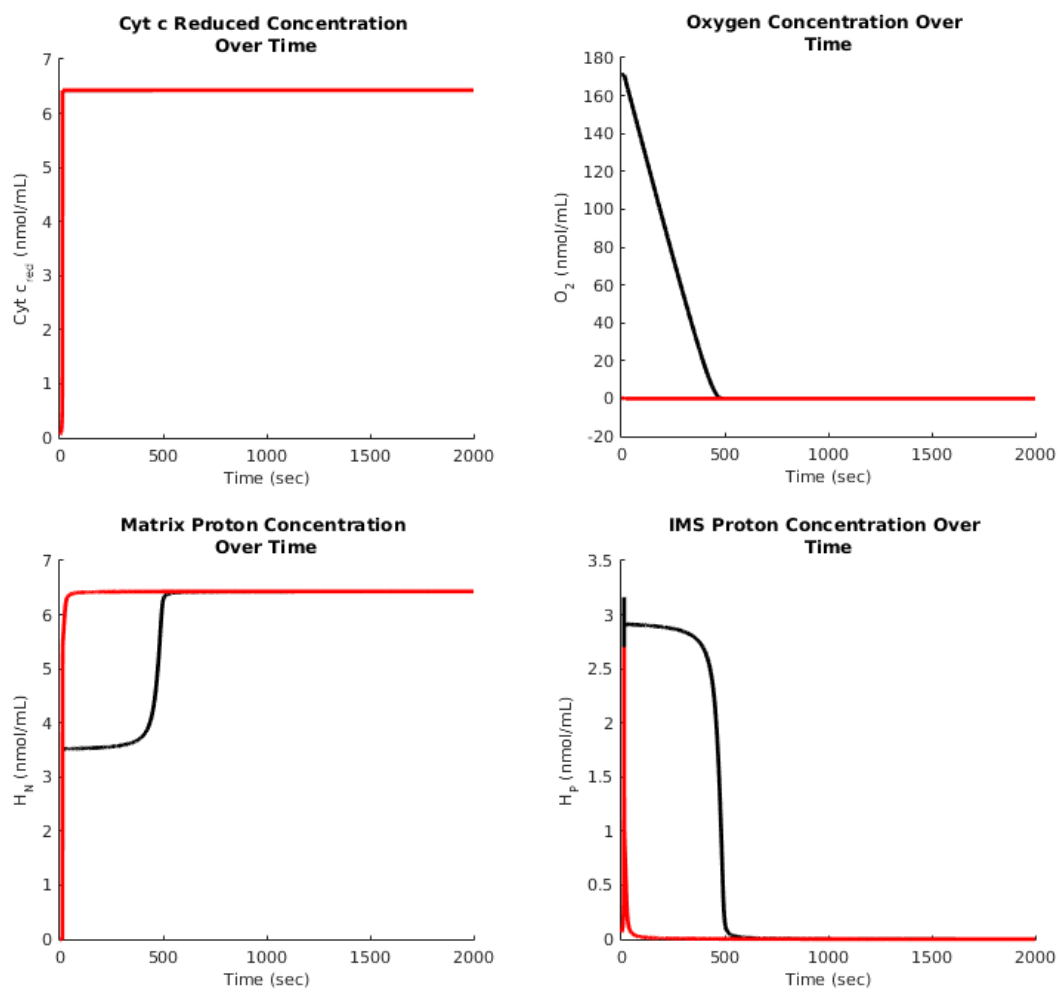 Cyt c Reduced Concentration
Over Time
7
6
5
4
3
2
1
0
Cyt c_red (nmol/mL)
0 500 1000 1500 2000
Time (sec)
Oxygen Concentration Over
Time
180
160
140
120
100
80
60
40
20
0
-20
O_2 (nmol/mL)
0 500 1000 1500 2000
Time (sec)
Matrix Proton Concentration
Over Time
7
6
5
4
3
2
1
0
H_N (nmol/mL)
0 500 1000 1500 2000
Time (sec)
IMS Proton Concentration Over
Time
3.5
3
2.5
2
1.5
1
0.5
0
H_P (nmol/mL)
0 500 1000 1500 2000
Time (sec)